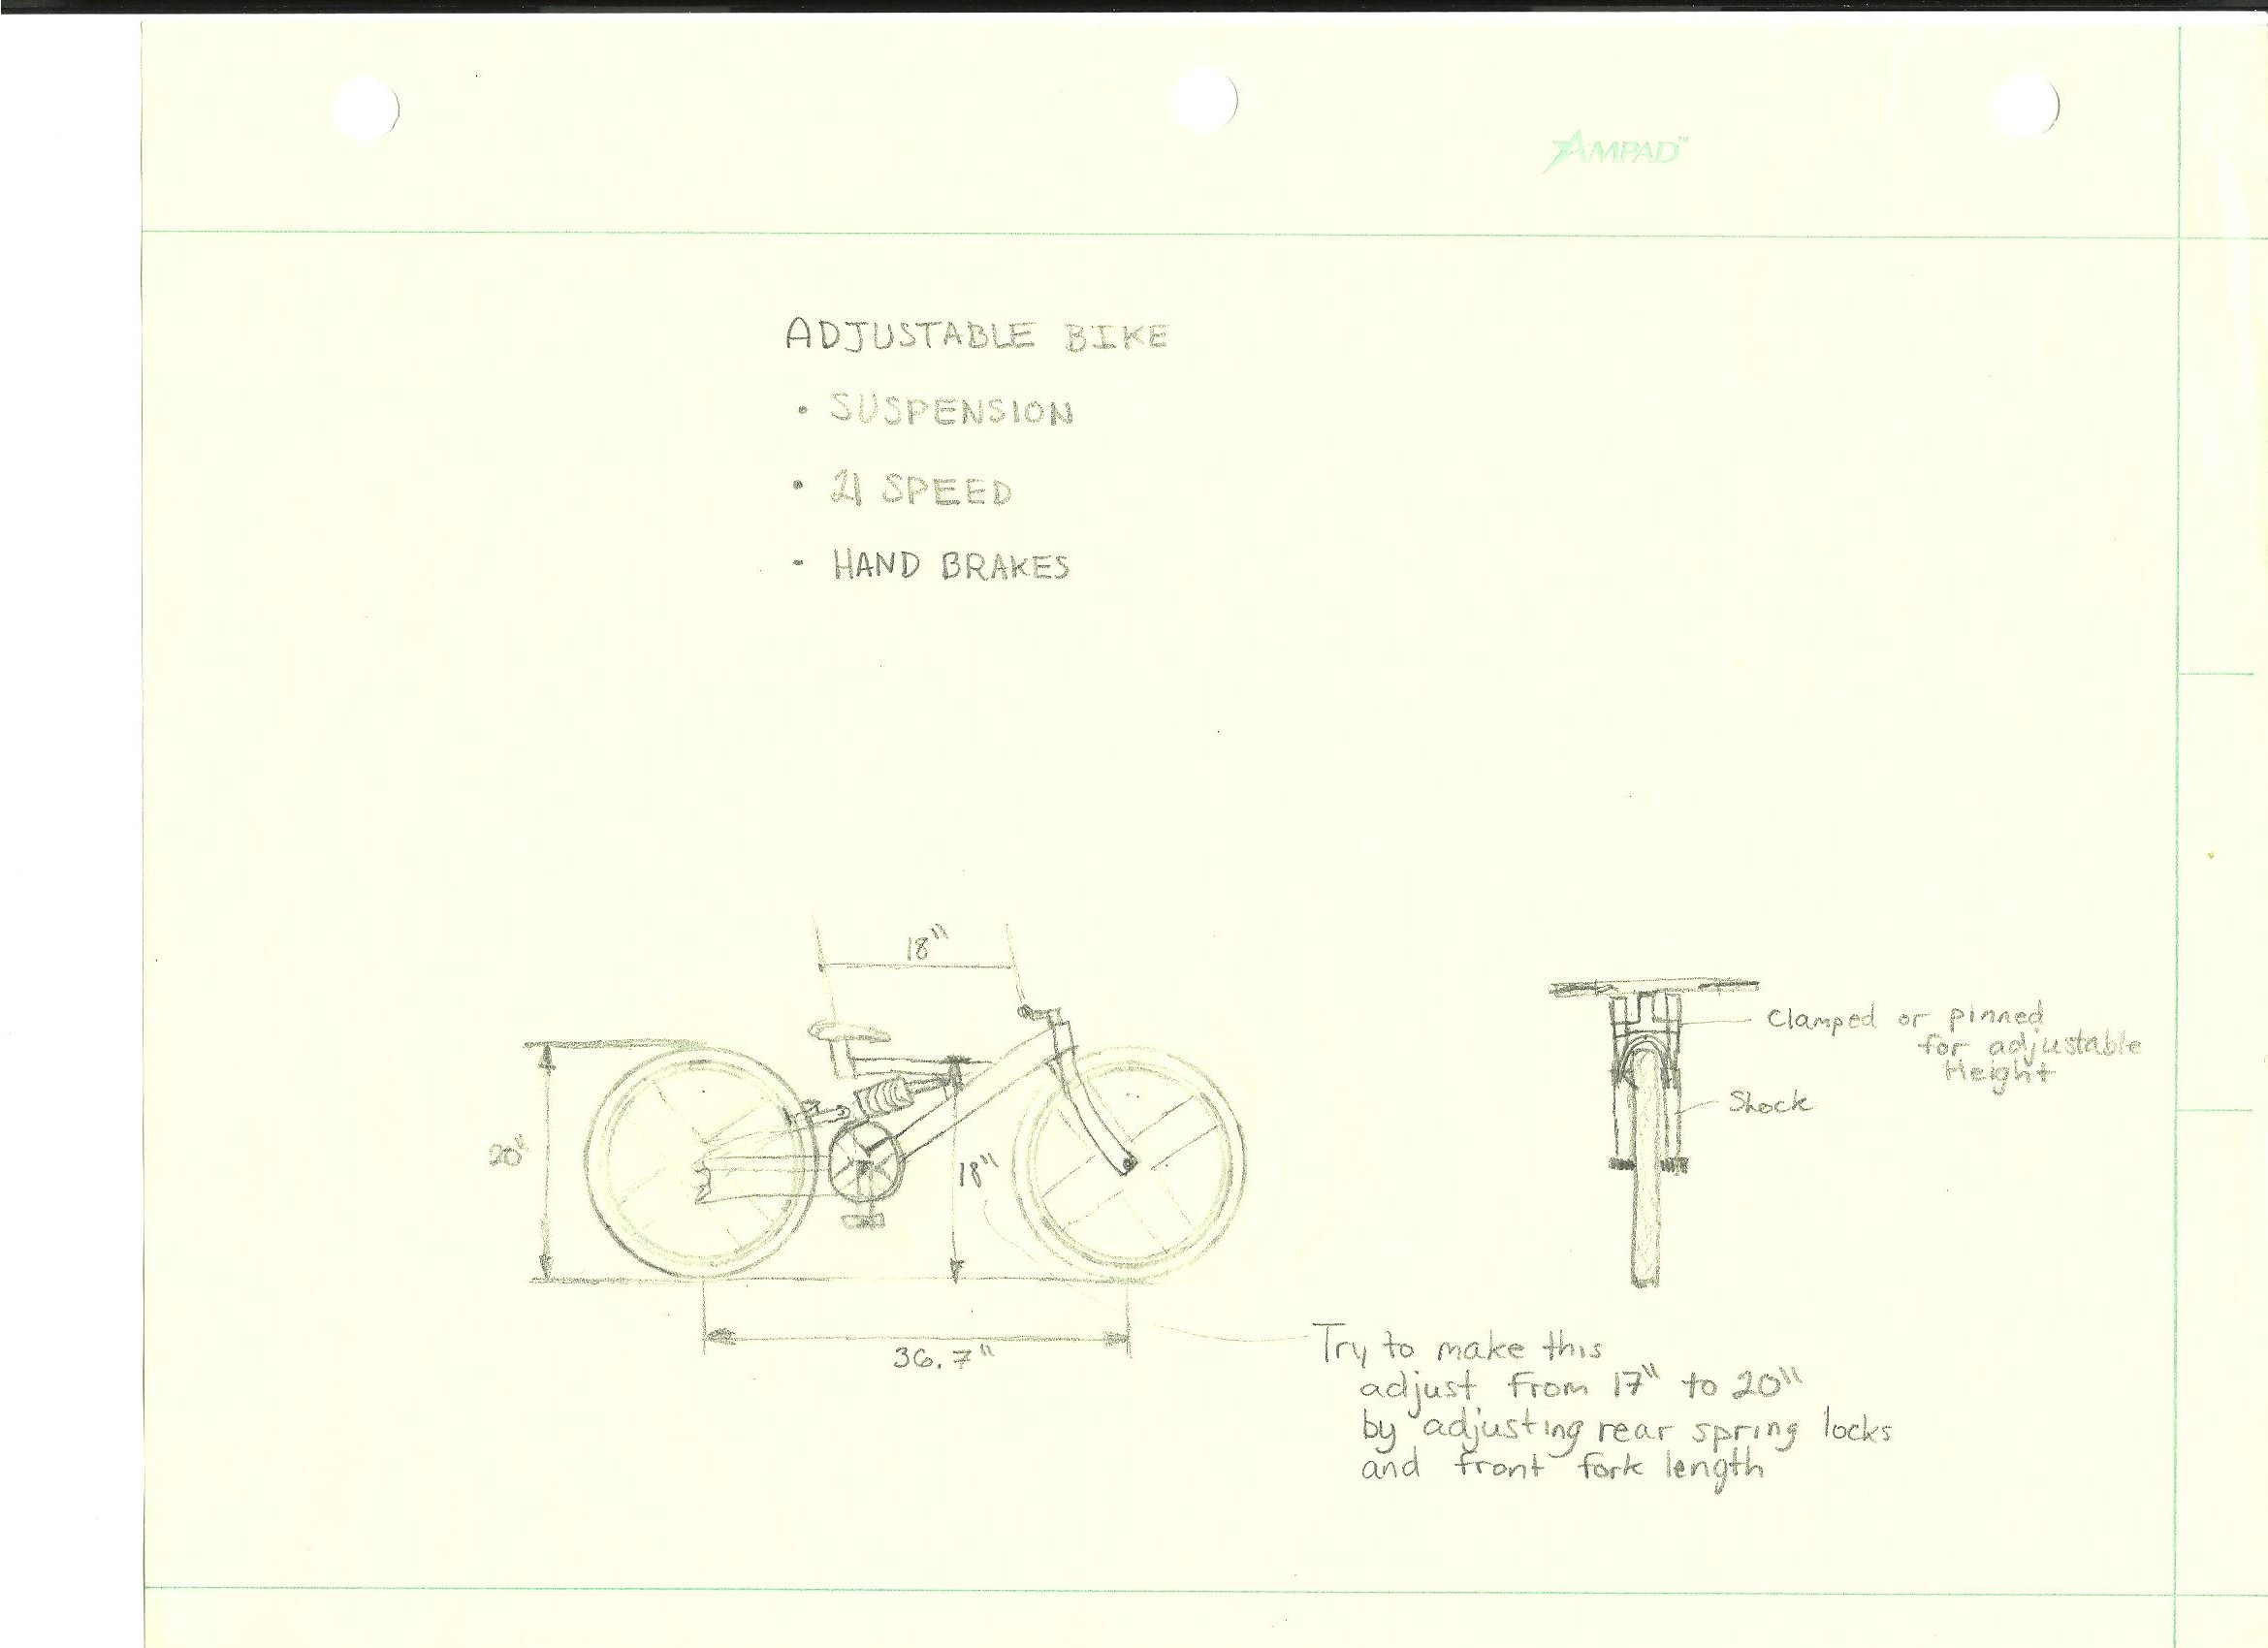 AMPAD™
ADJUSTABLE BIKE
• SUSPENSION
• 21 SPEED
• HAND BRAKES
18"
20"
18"
36.7"
Clamped or pinned
for adjustable
Height
Shock
Try to make this
adjust from 17" to 20"
by adjusting rear spring locks
and front fork length